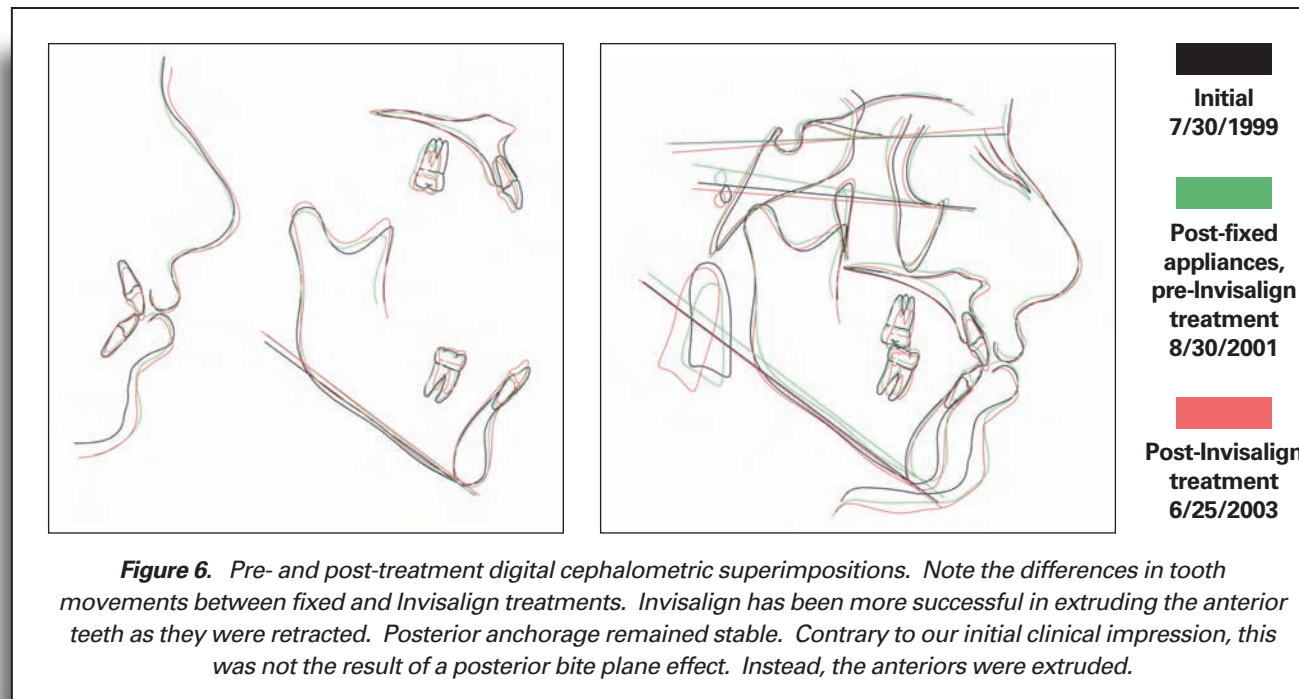 Initial
7/30/1999
Post-fixed
appliances,
pre-Invisalign
treatment
8/30/2001
Post-Invisalign
treatment
6/25/2003
Figure 6. Pre- and post-treatment digital cephalometric superimpositions. Note the differences in tooth
movements between fixed and Invisalign treatments. Invisalign has been more successful in extruding the anterior
teeth as they were retracted. Posterior anchorage remained stable. Contrary to our initial clinical impression, this
was not the result of a posterior bite plane effect. Instead, the anteriors were extruded.